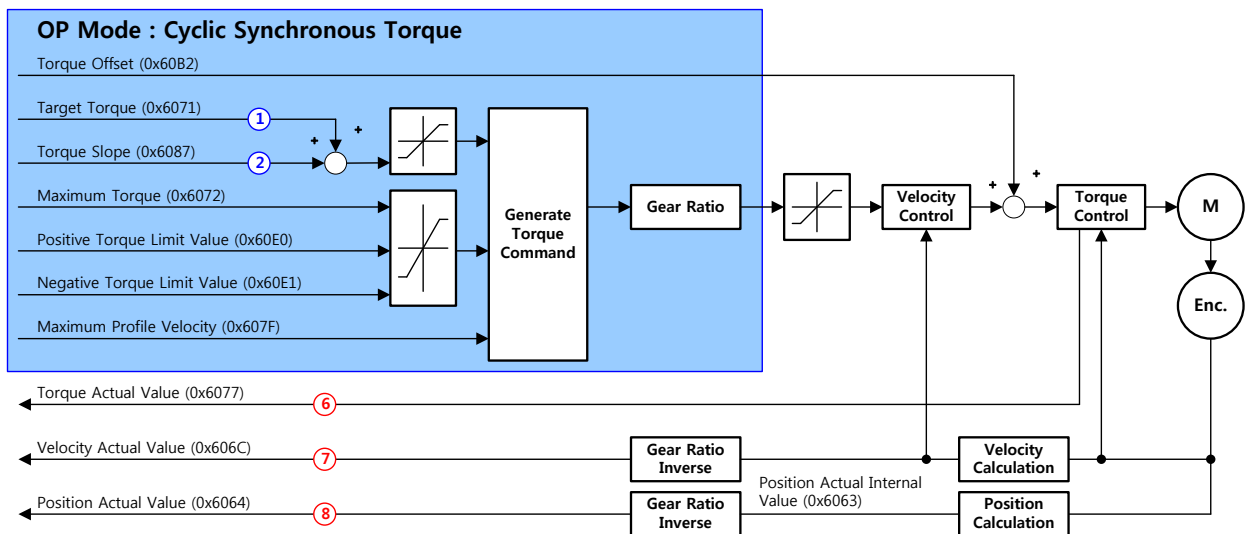 OP Mode : Cyclic Synchronous Torque
Torque Offset (0x60B2)
Target Torque (0x6071)
1
+
+
Torque Slope (0x6087)
2
Maximum Torque (0x6072)
Positive Torque Limit Value (0x60E0)
Negative Torque Limit Value (0x60E1)
Maximum Profile Velocity (0x607F)
Generate
Torque
Command
Gear Ratio
Velocity
Control
+
+
Torque
Control
M
Enc.
Torque Actual Value (0x6077)
6
Velocity Actual Value (0x606C)
7
Gear Ratio
Inverse
Velocity
Calculation
Position Actual Value (0x6064)
8
Gear Ratio
Inverse
Position Actual Internal
Value (0x6063)
Position
Calculation